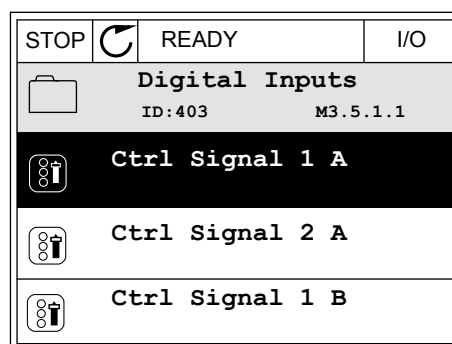 STOP READY I/O
Digital Inputs
ID:403 M3.5.1.1
Ctrl Signal 1 A
Ctrl Signal 2 A
Ctrl Signal 1 B